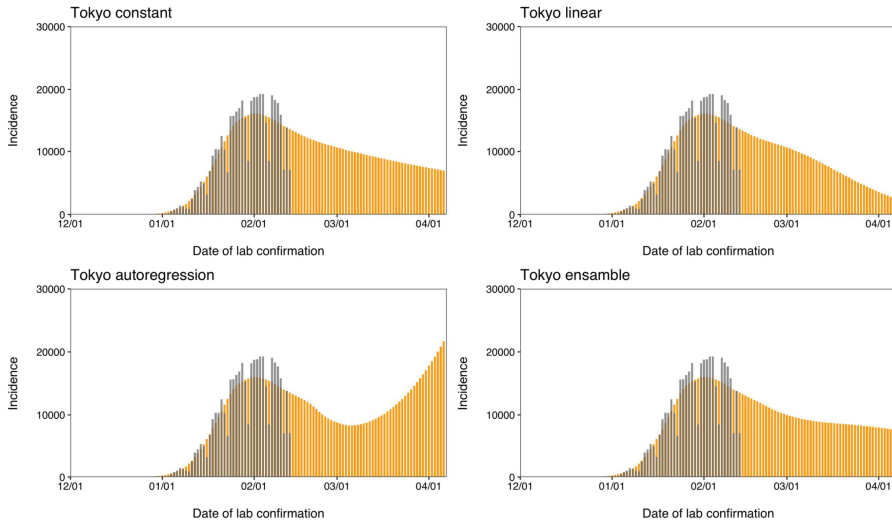 Tokyo constant
30000
20000
10000
0
Incidence
12/01 01/01 02/01 03/01 04/01
Date of lab confirmation
Tokyo linear
30000
20000
10000
0
Incidence
12/01 01/01 02/01 03/01 04/01
Date of lab confirmation
Tokyo autoregression
30000
20000
10000
0
Incidence
12/01 01/01 02/01 03/01 04/01
Date of lab confirmation
Tokyo ensamble
30000
20000
10000
0
Incidence
12/01 01/01 02/01 03/01 04/01
Date of lab confirmation